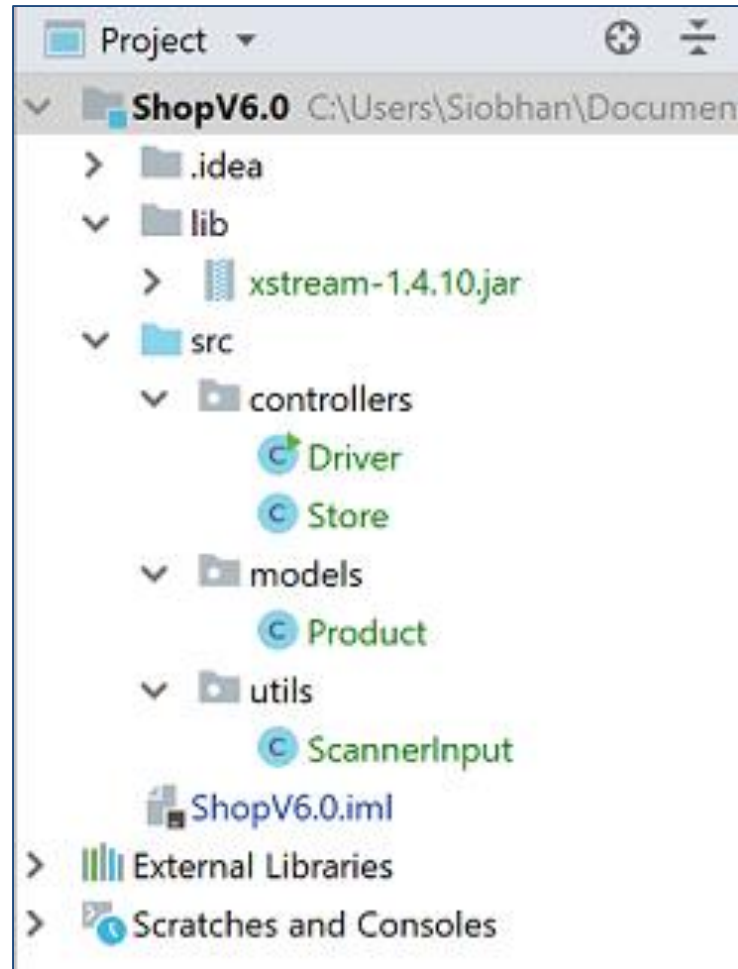 Project
ShopV6.0 C:\Users\Siobhan\Documen
.idea
lib
xstream-1.4.10.jar
src
controllers
Driver
Store
models
Product
utils
ScannerInput
ShopV6.0.iml
External Libraries
Scratches and Consoles